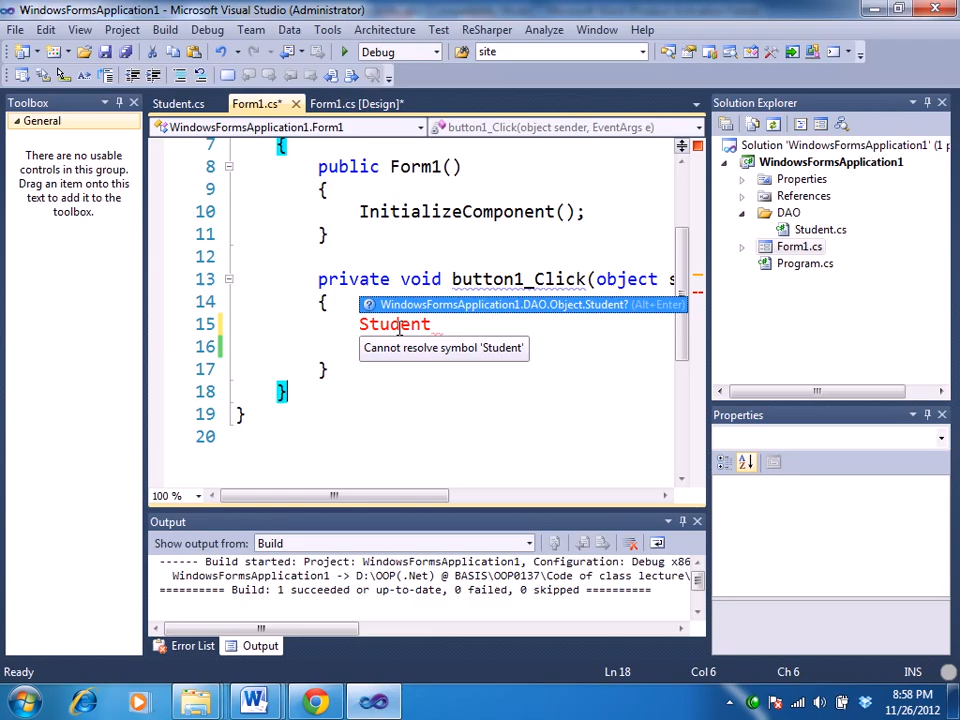 WindowsFormsApplication1 - Microsoft Visual Studio (Administrator)
File Edit View Project Build Debug Team Data Tools Architecture Test ReSharper Analyze Window Help
Debug site
Toolbox
General
There are no usable
controls in this group.
Drag an item onto this
text to add it to the
toolbox.
Student.cs Form1.cs* Form1.cs [Design]*
WindowsFormsApplication1.Form1 button1_Click(object sender, EventArgs e)
7 {
8 public Form1()
9 {
10 InitializeComponent();
11 }
12
13 private void button1_Click(object s
14 {
WindowsFormsApplication1.DAO.Object.Student? (Alt+Enter)
15 Student
16
Cannot resolve symbol 'Student'
17 }
18 }
19 }
20
100 %
Output
Show output from: Build
------ Build started: Project: WindowsFormsApplication1, Configuration: Debug x86
WindowsFormsApplication1 -> D:\OOP(.Net) @ BASIS\OOP0137\Code of class lecture\
========== Build: 1 succeeded or up-to-date, 0 failed, 0 skipped ==========
Error List Output
Solution Explorer
Solution 'WindowsFormsApplication1' (1 p
WindowsFormsApplication1
Properties
References
DAO
Student.cs
Form1.cs
Program.cs
Properties
Ready Ln 18 Col 6 Ch 6 INS
8:58 PM
11/26/2012